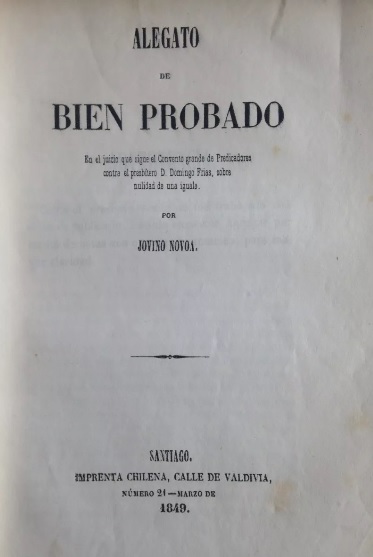 ALEGATO
DE
BIEN PROBADO
En el juicio que sigue el Convento grande de Predicadores
contra el presbítero D. Domingo Frias, sobre
nulidad de una iguala.
POR
JOVINO NOVOA.
SANTIAGO.
IMPRENTA CHILENA, CALLE DE VALDIVIA,
NÚMERO 21—MARZO DE
1849.